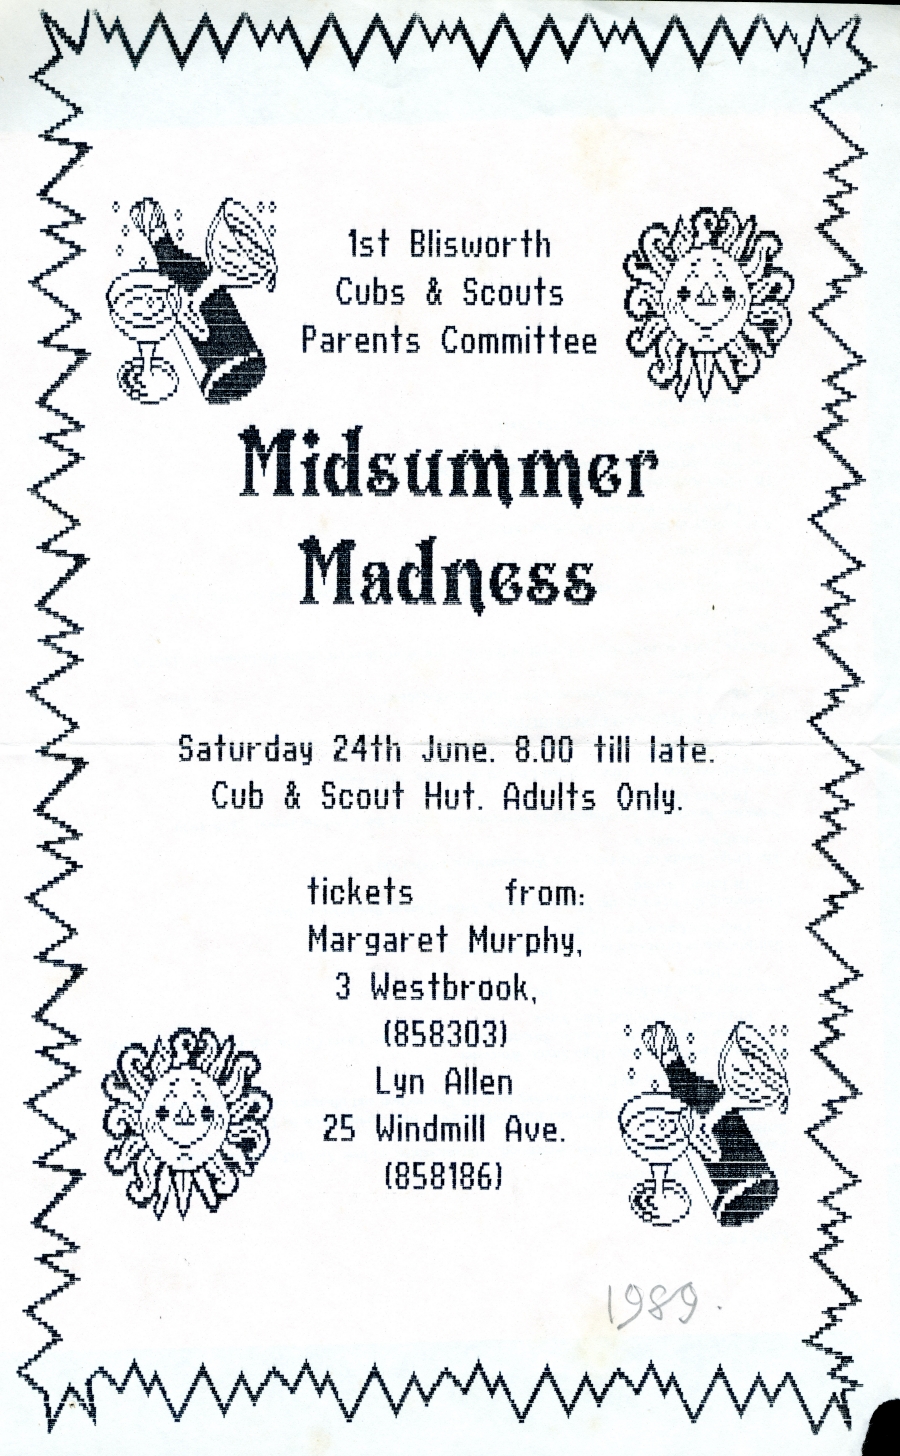 1st Blisworth
Cubs & Scouts
Parents Committee
Midsummer
Madness
Saturday 24th June. 8.00 till late.
Cub & Scout Hut. Adults Only.
tickets from:
Margaret Murphy,
3 Westbrook,
(858303)
Lyn Allen
25 Windmill Ave.
(858186)
1989.